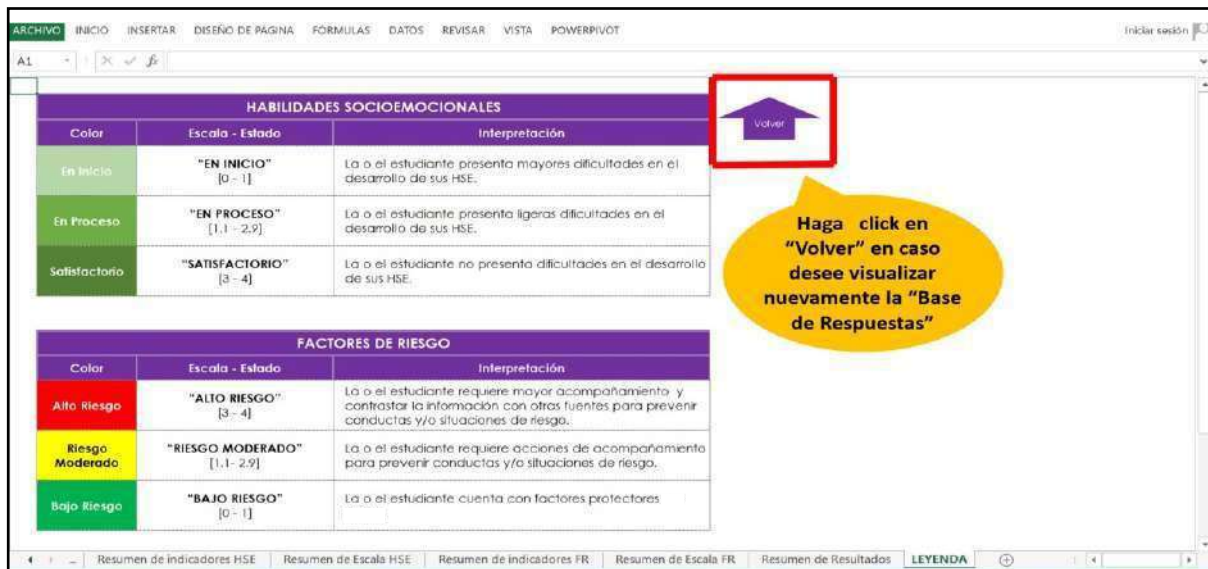 ARCHIVO INICIO INSERTAR DISEÑO DE PÁGINA FÓRMULAS DATOS REVISAR VISTA POWERPIVOT Iniciar sesión
A1 fx
HABILIDADES SOCIOEMOCIONALES
Color Escala - Estado Interpretación
En Inicio
"EN INICIO"
[0 - 1]
La o el estudiante presenta mayores dificultades en el
desarrollo de sus HSE.
En Proceso
"EN PROCESO"
[1.1 - 2.9]
La o el estudiante presenta ligeras dificultades en el
desarrollo de sus HSE.
Satisfactorio
"SATISFACTORIO"
[3 - 4]
La o el estudiante no presenta dificultades en el desarrollo
de sus HSE.
Volver
Haga click en
"Volver" en caso
desee visualizar
nuevamente la "Base
de Respuestas"
FACTORES DE RIESGO
Color Escala - Estado Interpretación
Alto Riesgo
"ALTO RIESGO"
[3 - 4]
La o el estudiante requiere mayor acompañamiento y
contrastar la información con otras fuentes para prevenir
conductas y/o situaciones de riesgo.
Riesgo
Moderado
"RIESGO MODERADO"
[1.1- 2.9]
La o el estudiante requiere acciones de acompañamiento
para prevenir conductas y/o situaciones de riesgo.
Bajo Riesgo
"BAJO RIESGO"
[0 - 1]
La o el estudiante cuenta con factores protectores
Resumen de indicadores HSE Resumen de Escala HSE Resumen de indicadores FR Resumen de Escala FR Resumen de Resultados LEYENDA